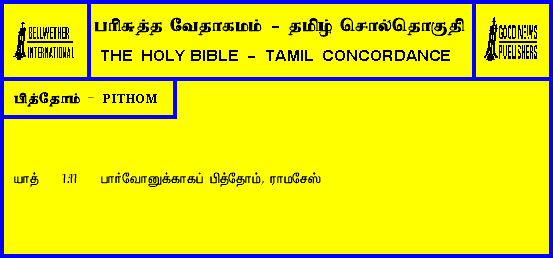 BELLWETHER
INTERNATIONAL
பரிசுத்த வேதாகமம் - தமிழ் சொல்தொகுதி
THE HOLY BIBLE - TAMIL CONCORDANCE
GOOD NEWS
PUBLISHERS
பித்தோம் - PITHOM
யாத் 1:11 பார்வோனுக்காகப் பித்தோம், ராமசேஸ்